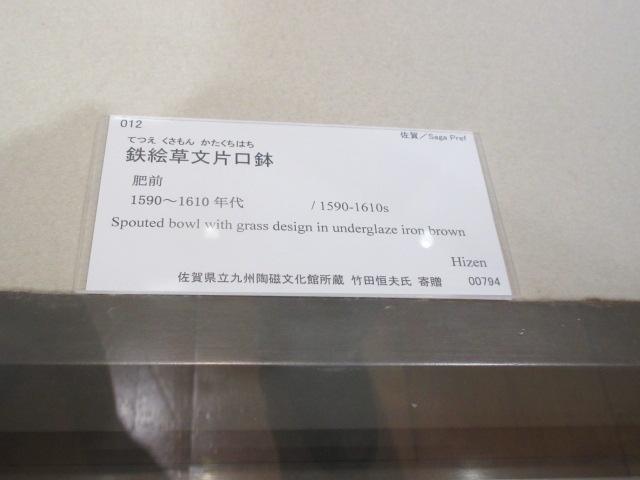 012
佐賀/Saga Pref
てつえ くさもん かたくちはち
鉄絵草文片口鉢
肥前
1590〜1610 年代 / 1590-1610s
Spouted bowl with grass design in underglaze iron brown
Hizen
佐賀県立九州陶磁文化館所蔵 竹田恒夫氏 寄贈 00794